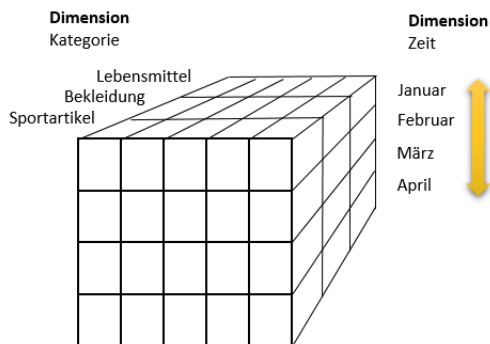 Dimension
Kategorie
Dimension
Zeit
Lebensmittel
Bekleidung
Sportartikel
Januar
Februar
März
April